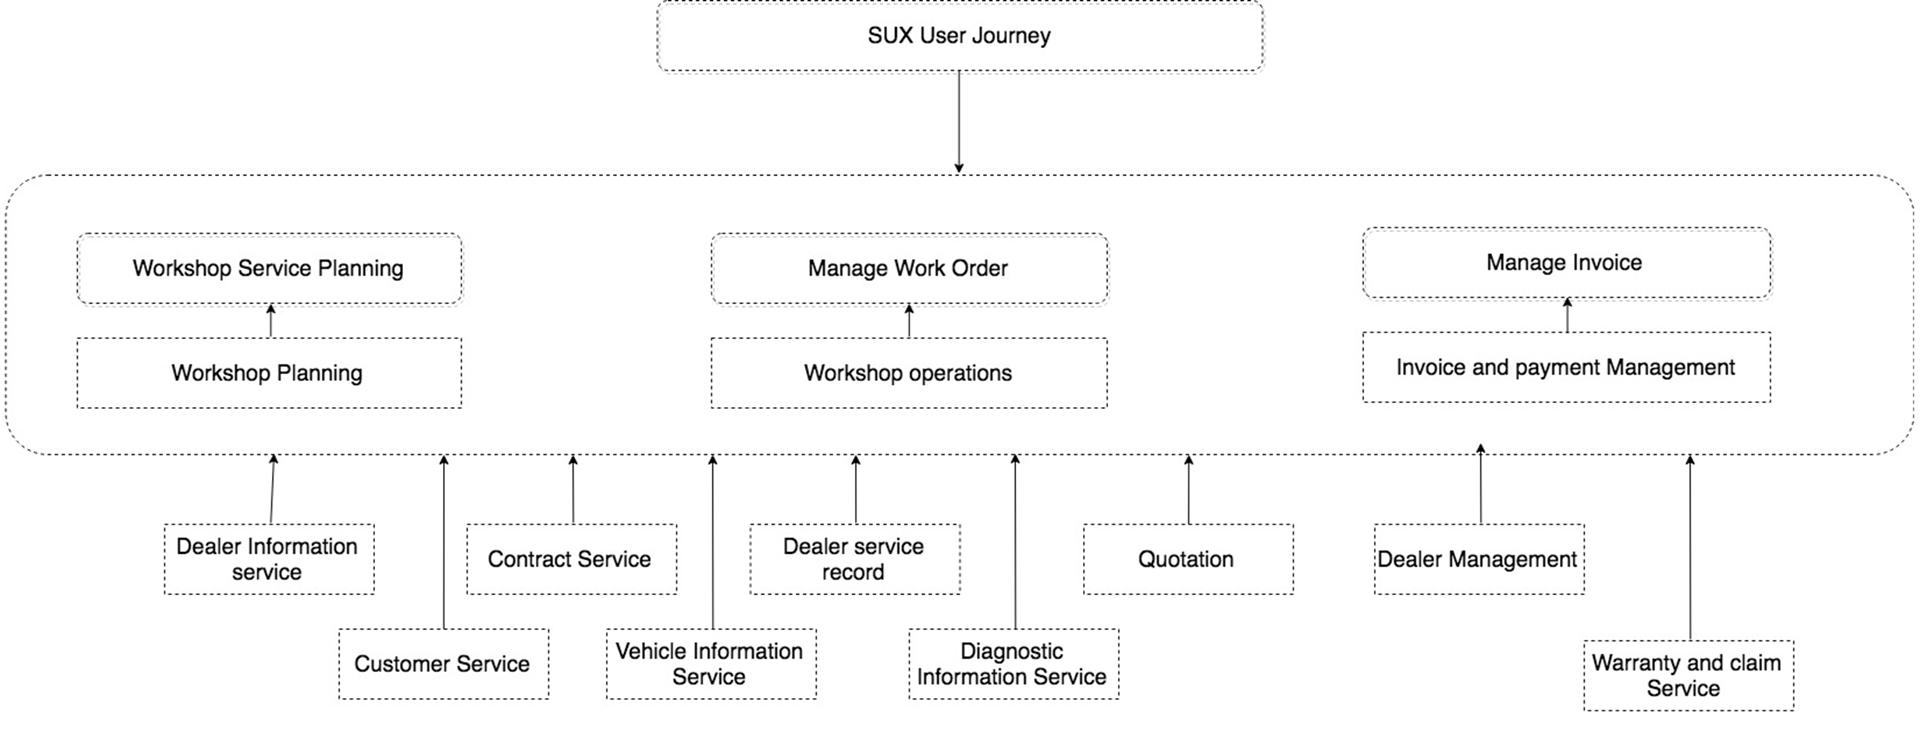 SUX User Journey
Workshop Service Planning
Manage Work Order
Manage Invoice
Workshop Planning
Workshop operations
Invoice and payment Management
Dealer Information
service
Contract Service
Dealer service
record
Quotation
Dealer Management
Customer Service
Vehicle Information
Service
Diagnostic
Information Service
Warranty and claim
Service